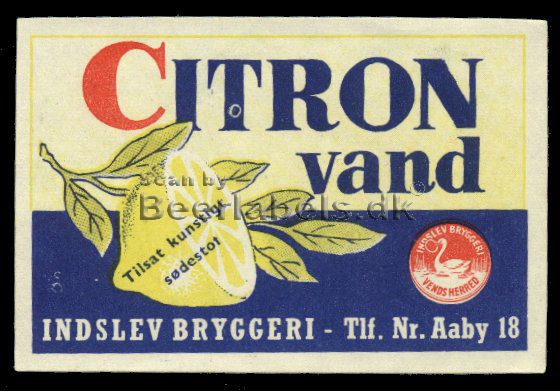 CITRON
vand
Scan by
Beerlabels.dk
Tilsat kunstigt
sødestof
INDSLEV BRYGGERI
VENDS HERRED
INDSLEV BRYGGERI - Tlf. Nr. Aaby 18